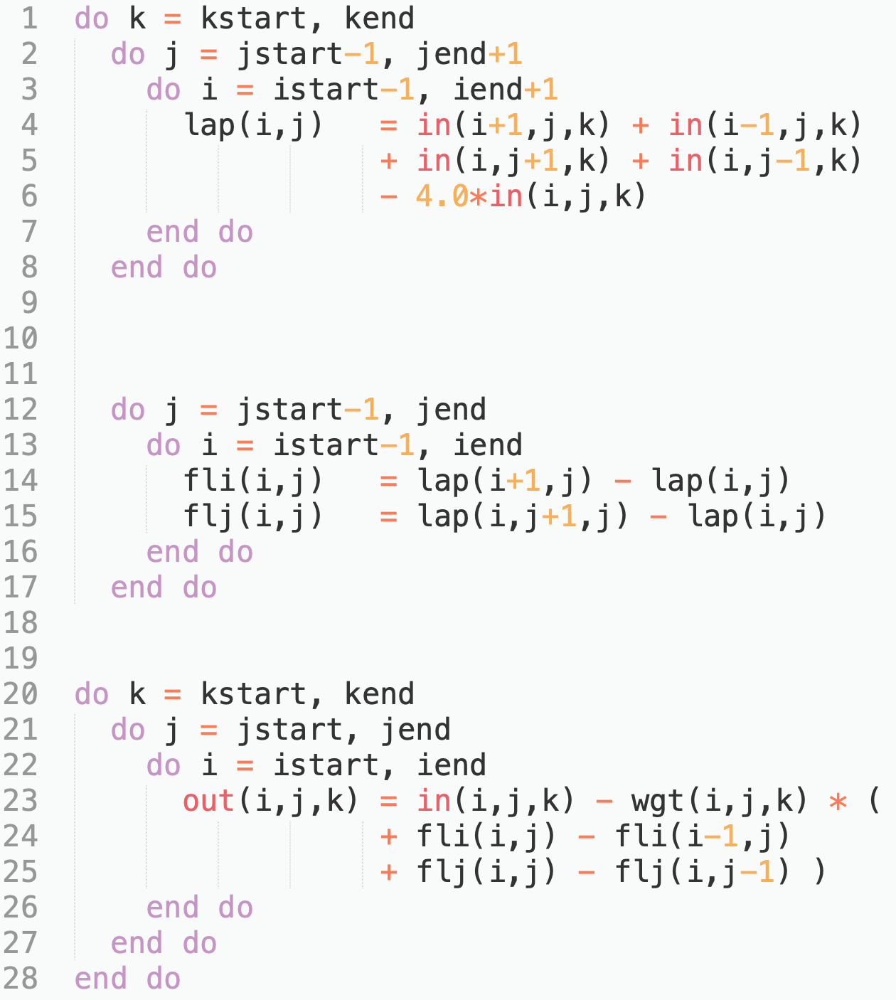 1 do k = kstart, kend
2   do j = jstart-1, jend+1
3     do i = istart-1, iend+1
4       lap(i,j)   = in(i+1,j,k) + in(i-1,j,k)
5                  + in(i,j+1,k) + in(i,j-1,k)
6                  - 4.0*in(i,j,k)
7     end do
8   end do
9
10
11
12   do j = jstart-1, jend
13     do i = istart-1, iend
14       fli(i,j)   = lap(i+1,j) - lap(i,j)
15       flj(i,j)   = lap(i,j+1,j) - lap(i,j)
16     end do
17   end do
18
19
20 do k = kstart, kend
21   do j = jstart, jend
22     do i = istart, iend
23       out(i,j,k) = in(i,j,k) - wgt(i,j,k) * (
24                  + fli(i,j) - fli(i-1,j)
25                  + flj(i,j) - flj(i,j-1) )
26     end do
27   end do
28 end do